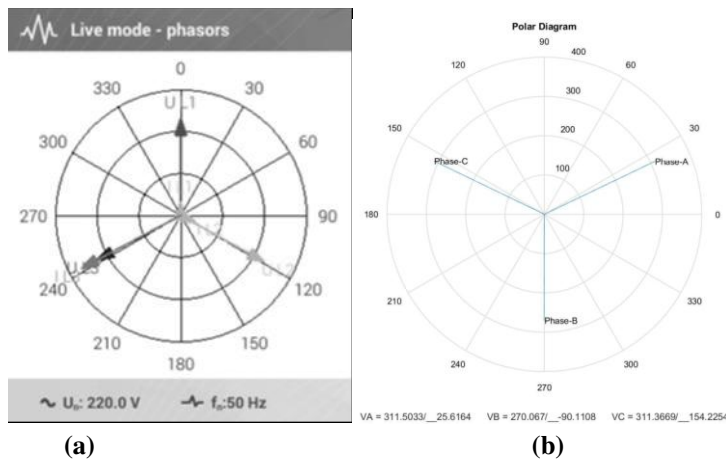 Live mode - phasors
0
330
30
300
60
270
90
U L1
240
120
210
150
180
Uₙ: 220.0 V
fₙ:50 Hz
(a)
Polar Diagram
90
400
120
60
300
150
30
200
100
Phase-C
Phase-A
180
0
Phase-B
210
330
240
300
270
VA = 311.5033/__25.6164 VB = 270.067/__-90.1108 VC = 311.3669/__154.2254
(b)